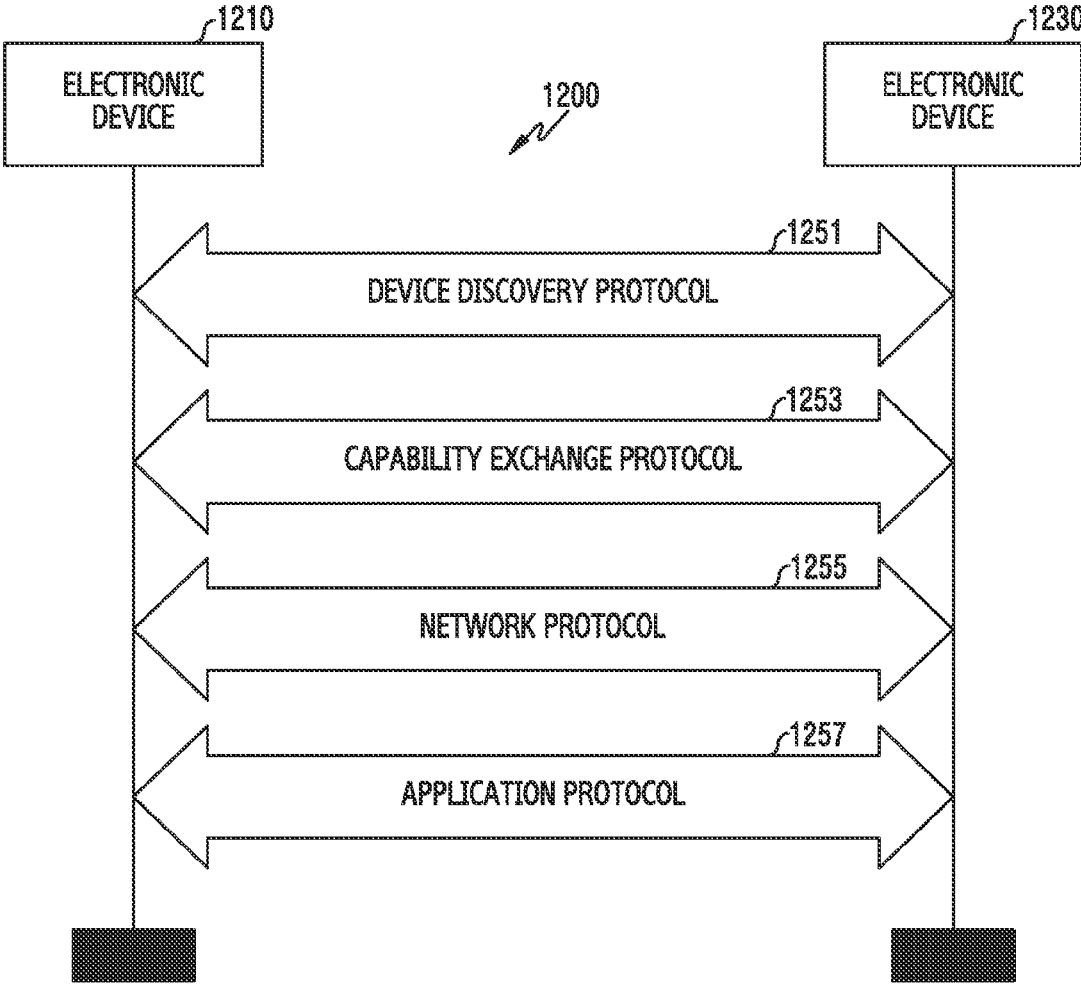 1210
1230
ELECTRONIC
DEVICE
ELECTRONIC
DEVICE
1200
1251
DEVICE DISCOVERY PROTOCOL
1253
CAPABILITY EXCHANGE PROTOCOL
1255
NETWORK PROTOCOL
1257
APPLICATION PROTOCOL